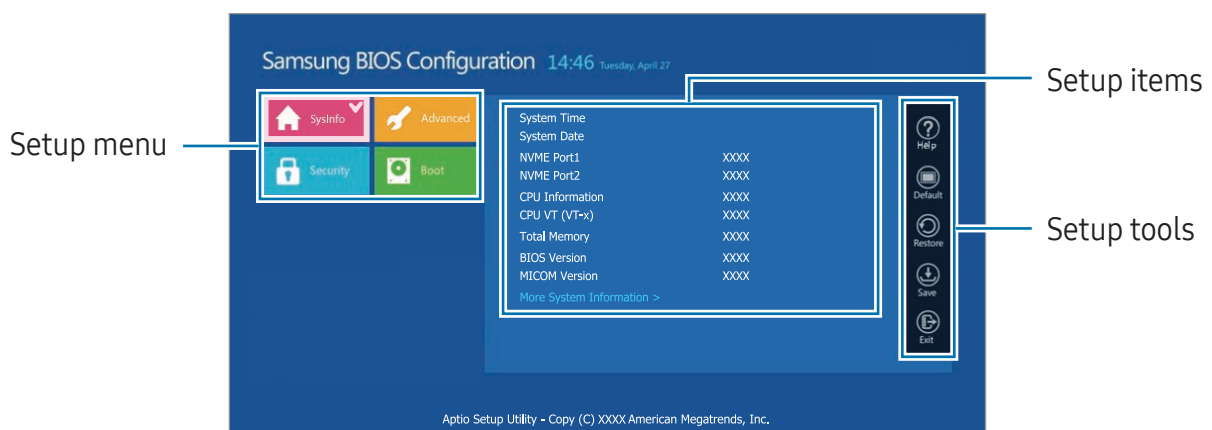 Samsung BIOS Configuration 14:46 Tuesday, April 27
Setup menu
SysInfo
Advanced
Security
Boot
Setup items
System Time
System Date
NVME Port1 XXXX
NVME Port2 XXXX
CPU Information XXXX
CPU VT (VT-x) XXXX
Total Memory XXXX
BIOS Version XXXX
MICOM Version XXXX
More System Information >
Setup tools
Help
Default
Restore
Save
Exit
Aptio Setup Utility - Copy (C) XXXX American Megatrends, Inc.